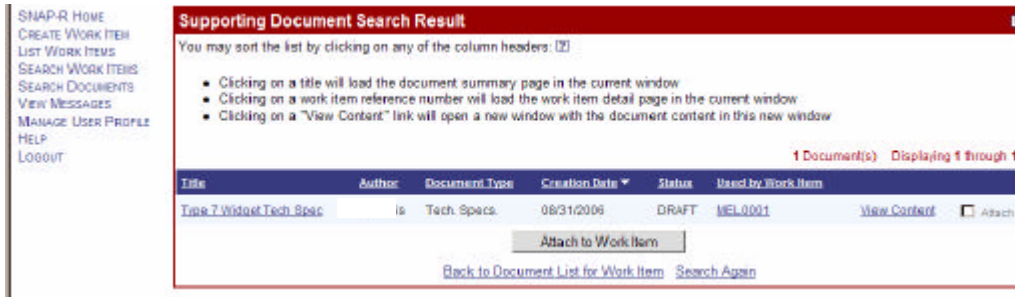 SNAP-R HOME
CREATE WORK ITEM
LIST WORK ITEMS
SEARCH WORK ITEMS
SEARCH DOCUMENTS
VIEW MESSAGES
MANAGE USER PROFILE
HELP
LOGOUT
Supporting Document Search Result
You may sort the list by clicking on any of the column headers: [?]
• Clicking on a title will load the document summary page in the current window
• Clicking on a work item reference number will load the work item detail page in the current window
• Clicking on a "View Content" link will open a new window with the document content in this new window
1 Document(s) Displaying 1 through 1
Title Author Document Type Creation Date ▼ Status Used by Work Item
Type 7 Widget Tech Spec is Tech. Specs. 08/31/2006 DRAFT MEL0001 View Content Attach
Attach to Work Item
Back to Document List for Work Item Search Again